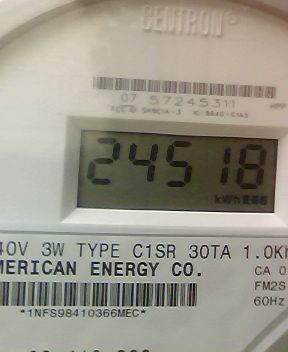 CENTRON®
07 57245311
24518
kWh
40V 3W TYPE C1SR 30TA 1.0K
MERICAN ENERGY CO.
CA 0
FM2S
60Hz
*1NFS98410366MEC*